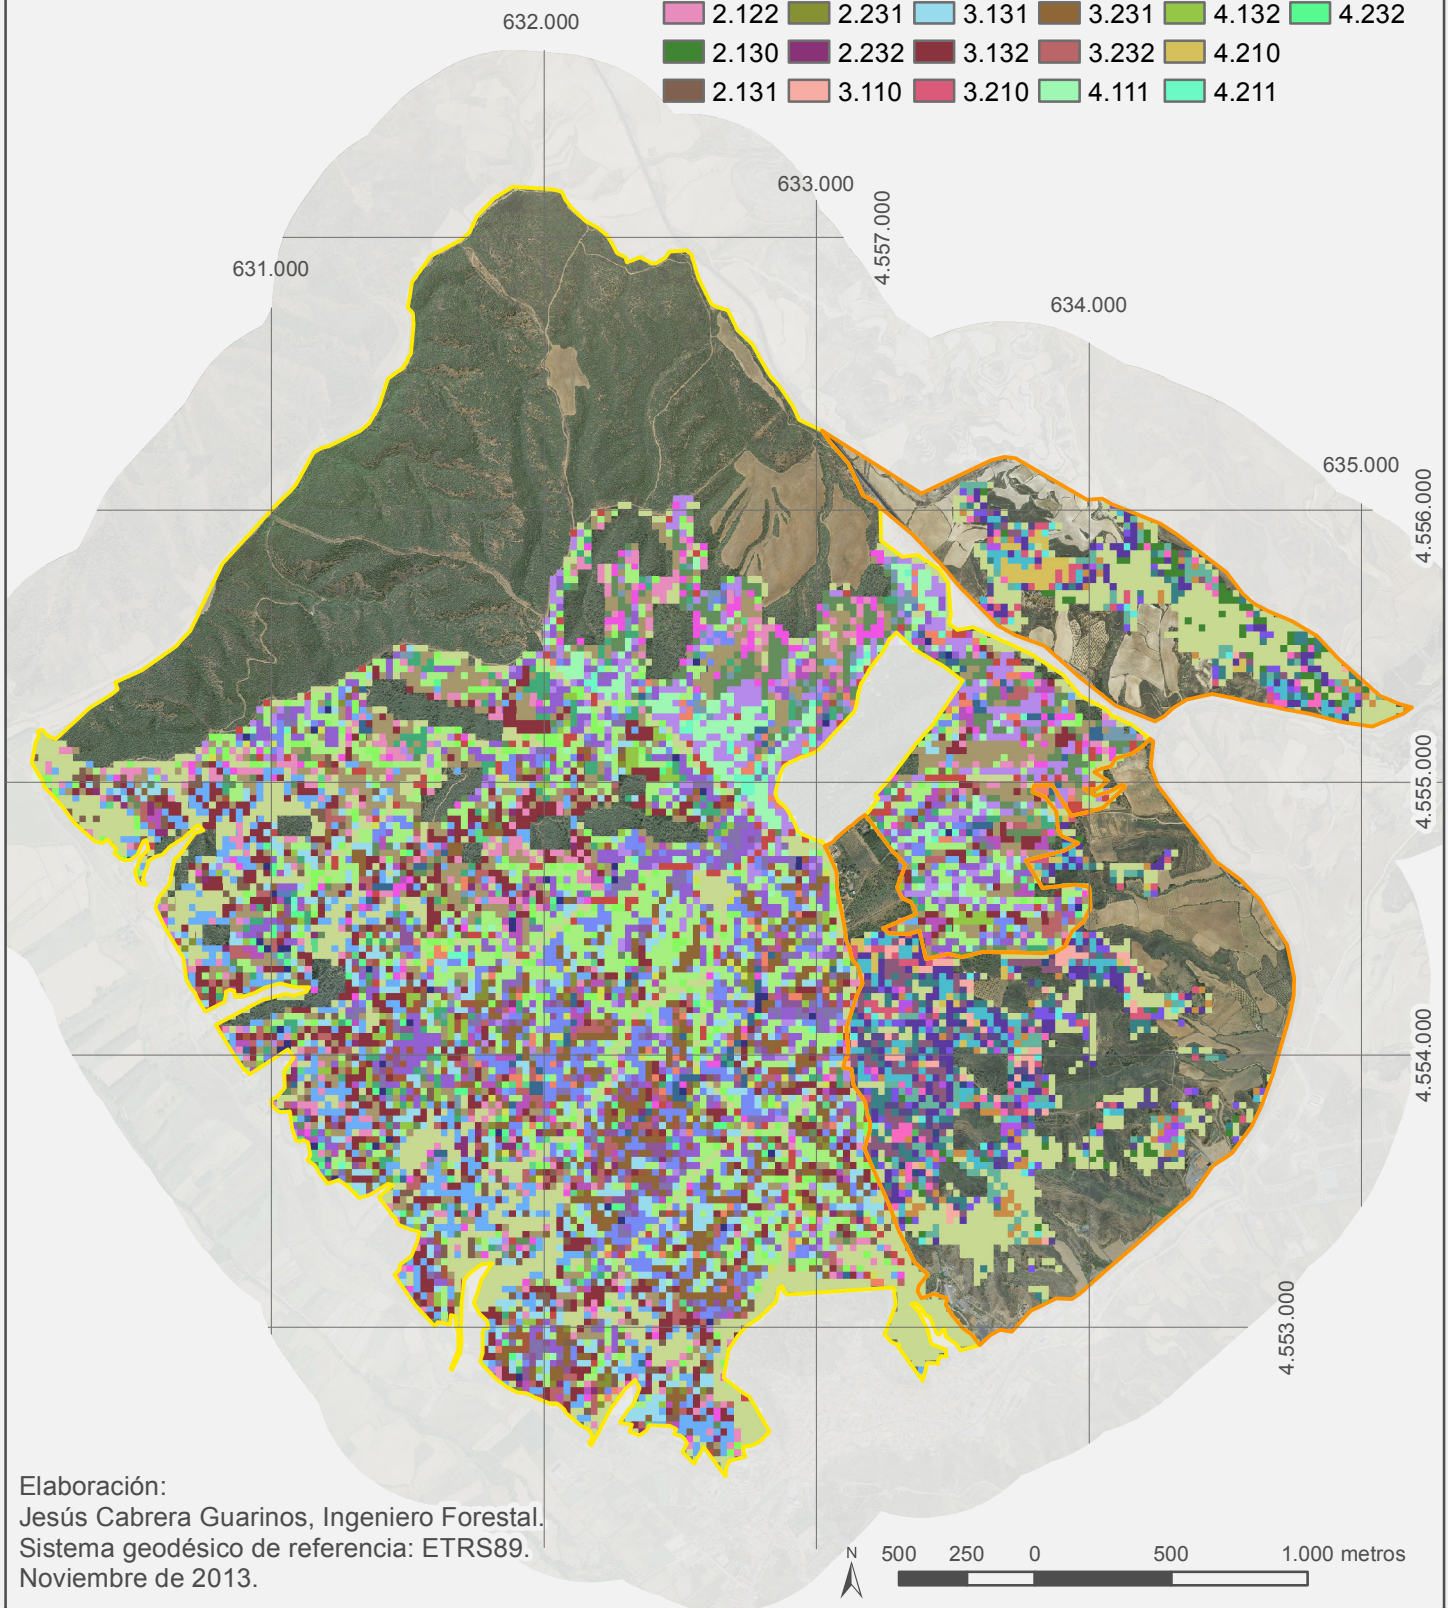 2.122 2.231 3.131 3.231 4.132 4.232
2.130 2.232 3.132 3.232 4.210
2.131 3.110 3.210 4.111 4.211
632.000
633.000
4.557.000
631.000
634.000
635.000
4.556.000
4.555.000
4.554.000
4.553.000
Elaboración:
Jesús Cabrera Guarinos, Ingeniero Forestal.
Sistema geodésico de referencia: ETRS89.
Noviembre de 2013.
N
500 250 0 500 1.000 metros